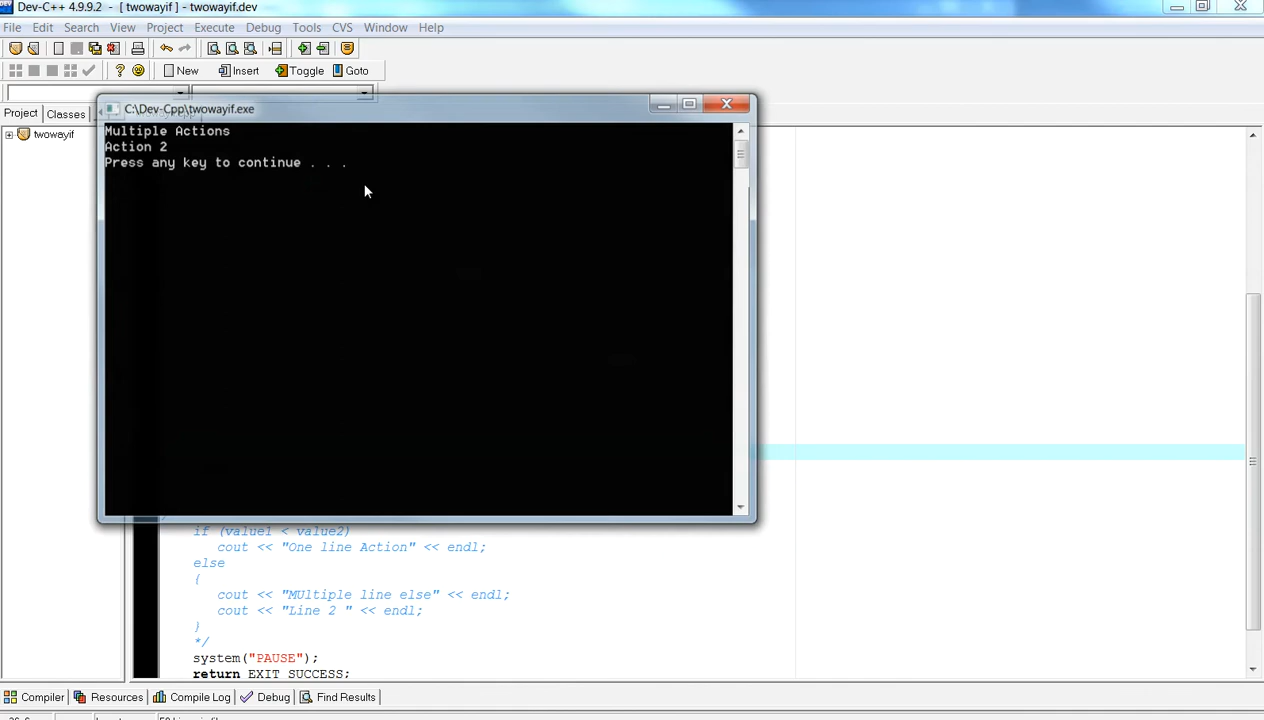 Dev-C++ 4.9.9.2 - [ twowayif ] - twowayif.dev
File Edit Search View Project Execute Debug Tools CVS Window Help
New Insert Toggle Goto
Project Classes
C:\Dev-Cpp\twowayif.exe
twowayif
Multiple Actions
Action 2
Press any key to continue . . .
if (value1 < value2)
cout << "One line Action" << endl;
else
{
cout << "MUltiple line else" << endl;
cout << "Line 2 " << endl;
}
*/
system("PAUSE");
return EXIT_SUCCESS;
Compiler Resources Compile Log Debug Find Results